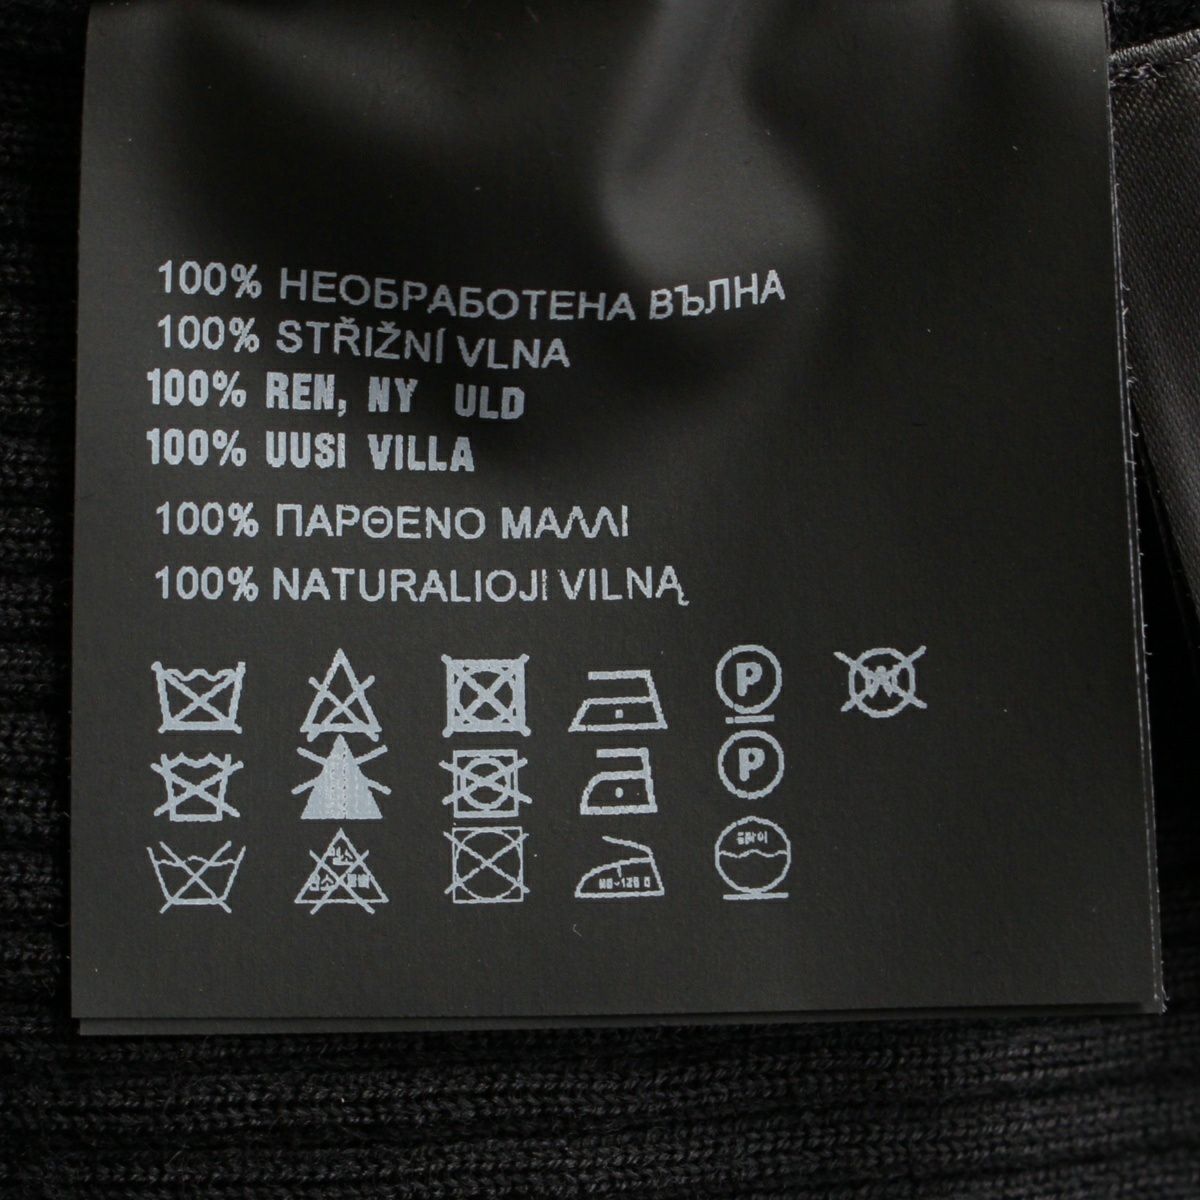 100% НЕОБРАБОТЕНА ВЪЛНА
100% STŘIŽNÍ VLNA
100% REN, NY ULD
100% UUSI VILLA
100% ΠΑΡΘΕΝΟ ΜΑΛΛΙ
100% NATURALIOJI VILNĄ
P W
P